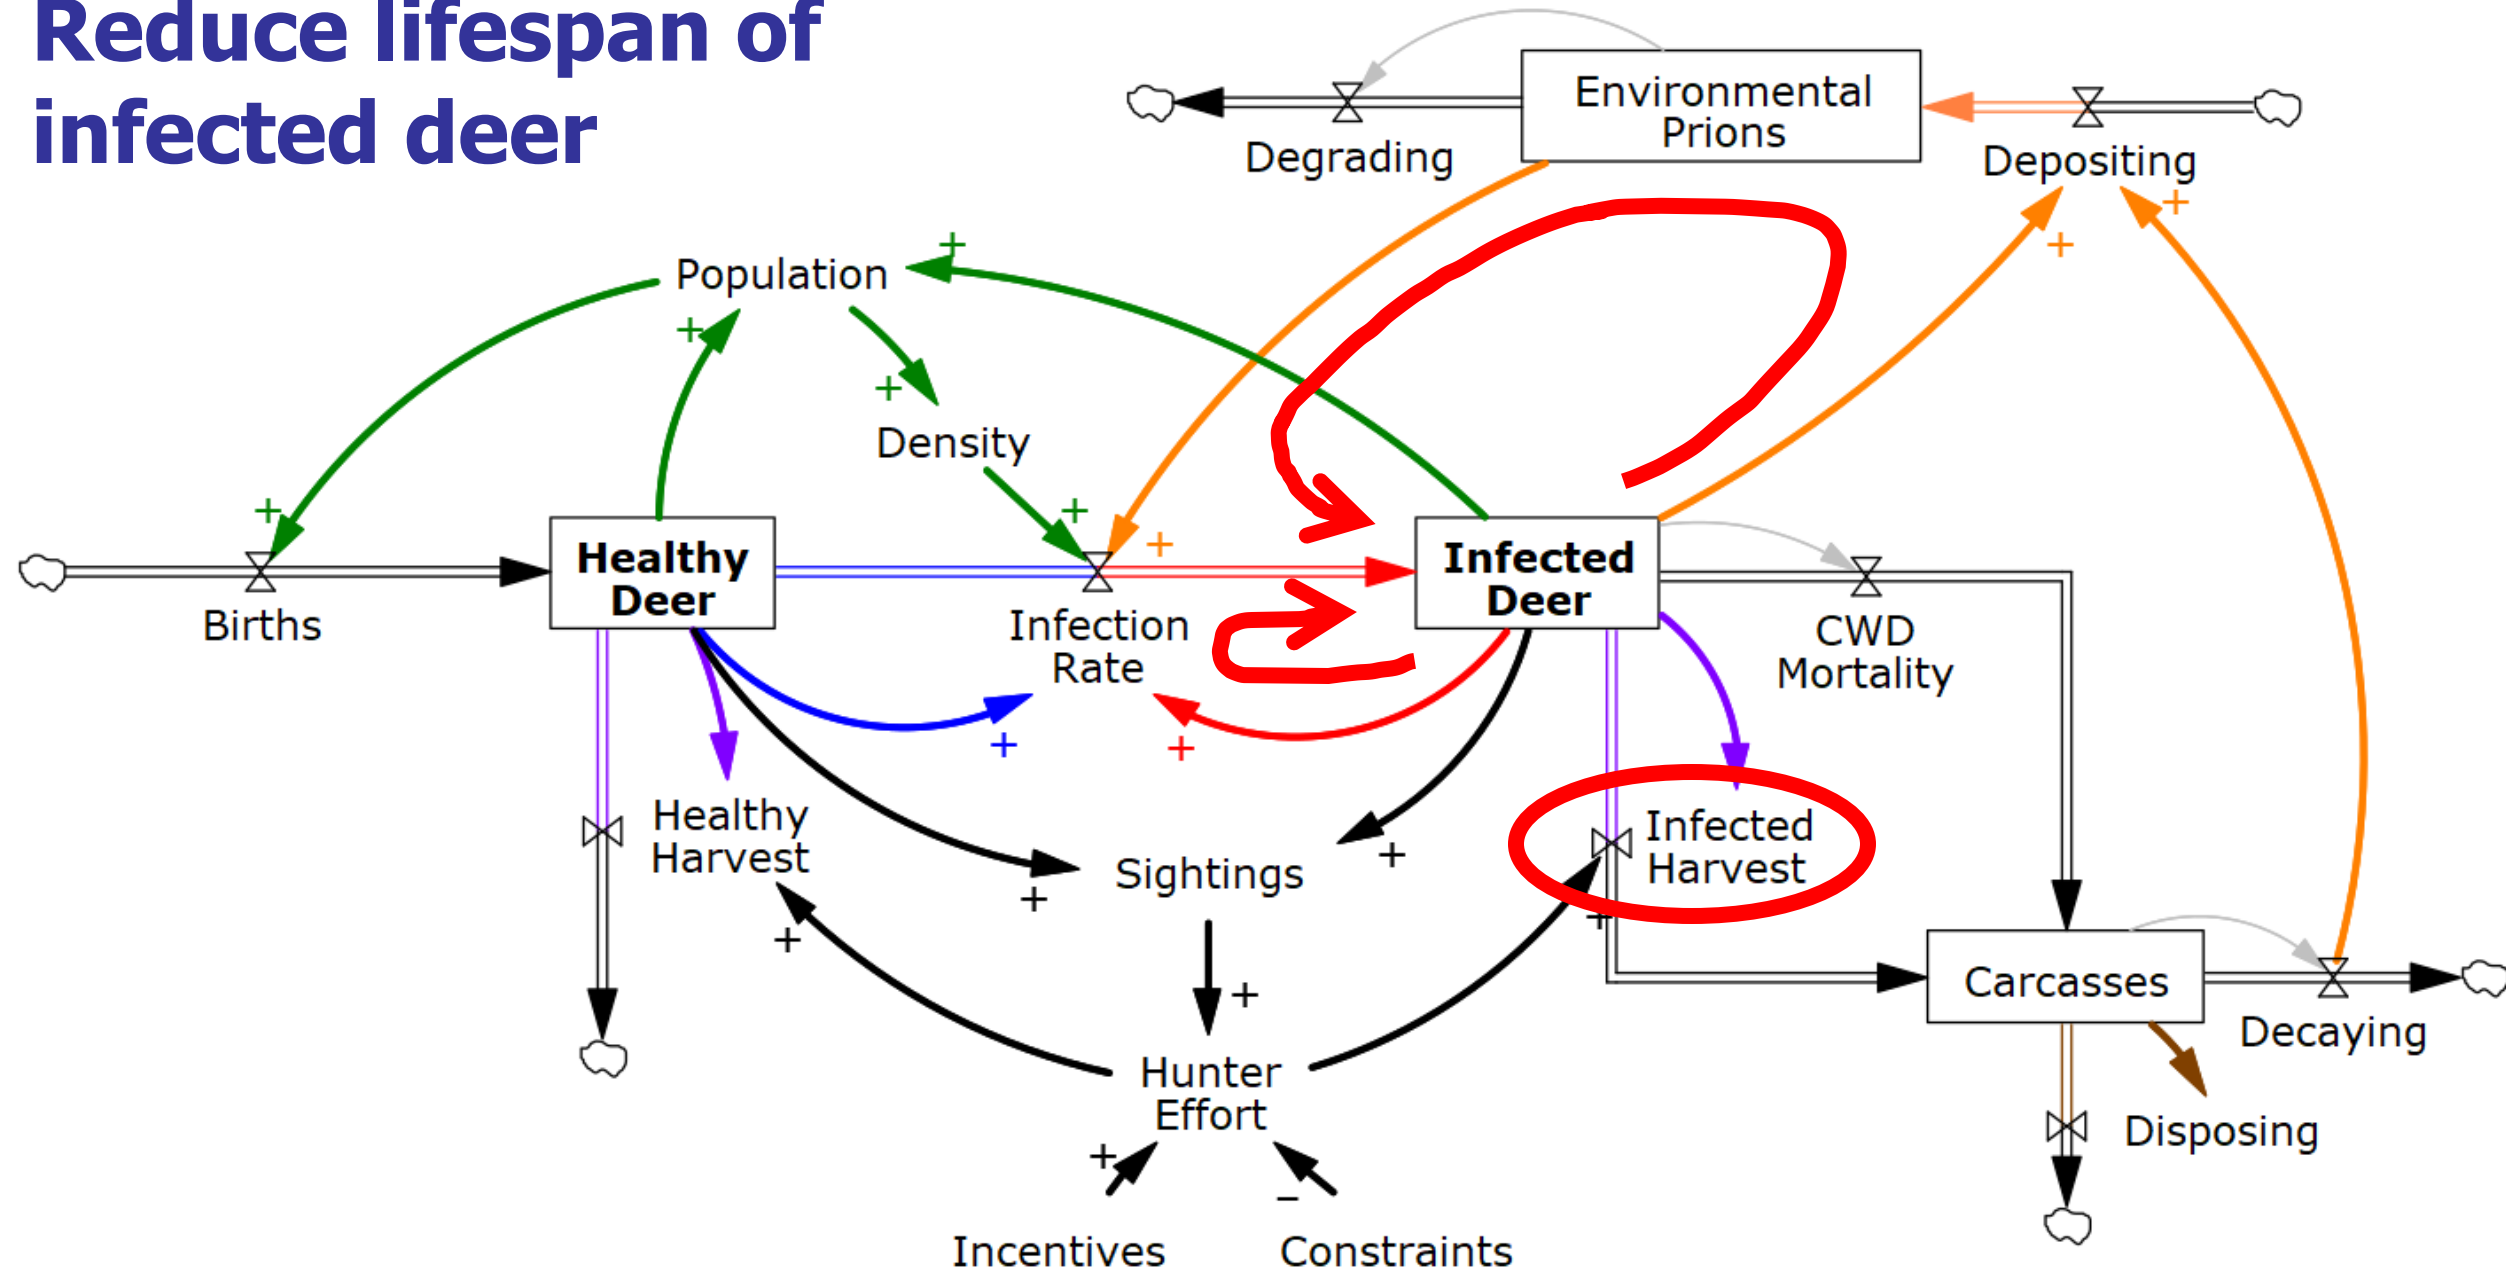 Reduce lifespan of
infected deer
Environmental
Prions
Degrading
Depositing
+
+
+
Population
+
+
Density
+
+
+
Healthy
Deer
Infected
Deer
Births
Infection
Rate
CWD
Mortality
+
+
Healthy
Harvest
Infected
Harvest
Sightings
+
+
+
+
Carcasses
+
Decaying
Hunter
Effort
Disposing
+
–
Incentives
Constraints